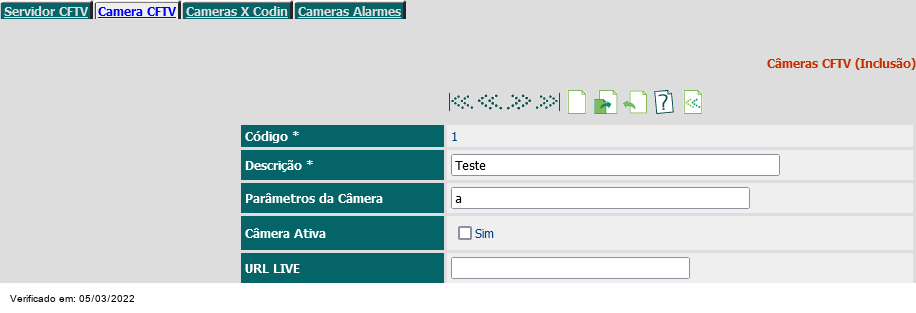 Servidor CFTV Camera CFTV Cameras X Codin Cameras Alarmes
Câmeras CFTV (Inclusão)
Código * 1
Descrição * Teste
Parâmetros da Câmera a
Câmera Ativa Sim
URL LIVE
Verificado em: 05/03/2022